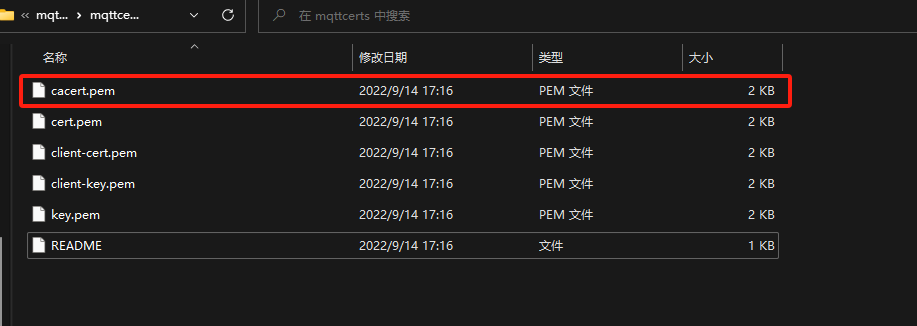 « mqt... > mqttce...
在 mqttcerts 中搜索
名称 修改日期 类型 大小
cacert.pem 2022/9/14 17:16 PEM 文件 2 KB
cert.pem 2022/9/14 17:16 PEM 文件 2 KB
client-cert.pem 2022/9/14 17:16 PEM 文件 2 KB
client-key.pem 2022/9/14 17:16 PEM 文件 2 KB
key.pem 2022/9/14 17:16 PEM 文件 2 KB
README 2022/9/14 17:16 文件 1 KB